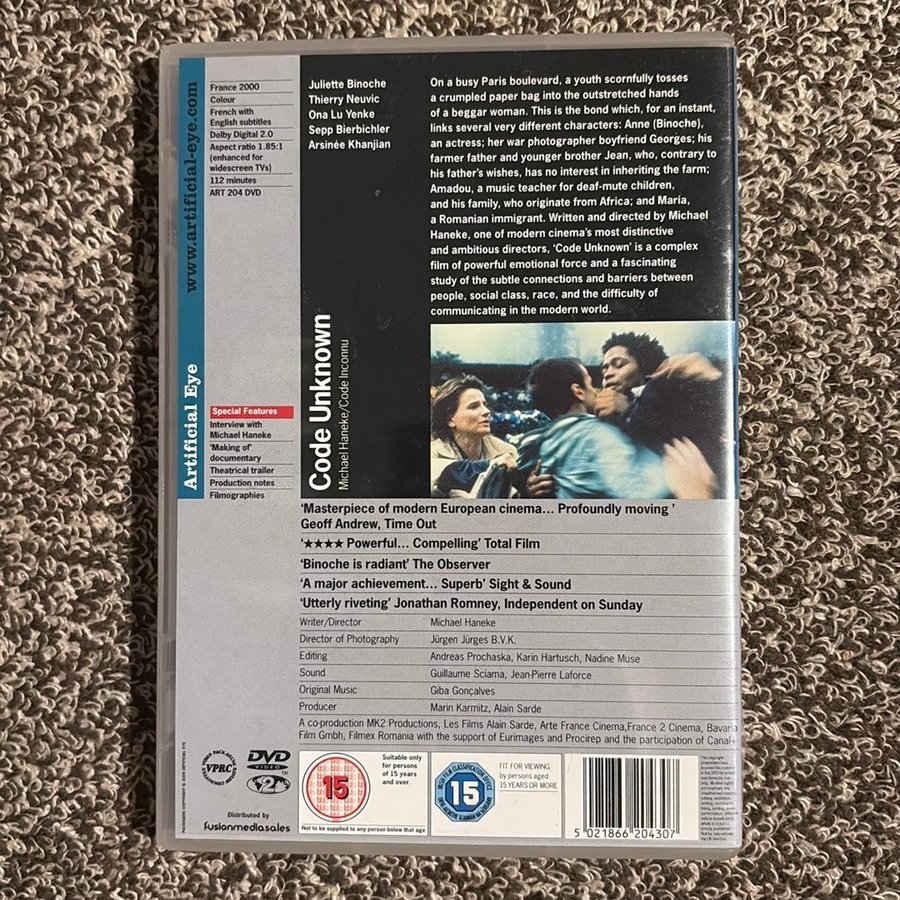 www.artificial-eye.com
Artificial Eye
France 2000
Colour
French with
English subtitles
Dolby Digital 2.0
Aspect ratio 1.85:1
(enhanced for
widescreen TVs)
112 minutes
ART 204 DVD
Special Features
Interview with
Michael Haneke
'Making of'
documentary
Theatrical trailer
Production notes
Filmographies
Juliette Binoche
Thierry Neuvic
Ona Lu Yenke
Sepp Bierbichler
Arsinée Khanjian
Code Unknown
Michael Haneke/Code Inconnu
On a busy Paris boulevard, a youth scornfully tosses
a crumpled paper bag into the outstretched hands
of a beggar woman. This is the bond which, for an instant,
links several very different characters: Anne (Binoche),
an actress; her war photographer boyfriend Georges; his
farmer father and younger brother Jean, who, contrary to
his father's wishes, has no interest in inheriting the farm;
Amadou, a music teacher for deaf-mute children,
and his family, who originate from Africa; and Maria,
a Romanian immigrant. Written and directed by Michael
Haneke, one of modern cinema's most distinctive
and ambitious directors, 'Code Unknown' is a complex
film of powerful emotional force and a fascinating
study of the subtle connections and barriers between
people, social class, race, and the difficulty of
communicating in the modern world.
'Masterpiece of modern European cinema... Profoundly moving '
Geoff Andrew, Time Out
'★★★★ Powerful... Compelling' Total Film
'Binoche is radiant' The Observer
'A major achievement... Superb' Sight & Sound
'Utterly riveting' Jonathan Romney, Independent on Sunday
Writer/Director Michael Haneke
Director of Photography Jürgen Jürges B.V.K.
Editing Andreas Prochaska, Karin Hartusch, Nadine Muse
Sound Guillaume Sciama, Jean-Pierre Laforce
Original Music Giba Gonçalves
Producer Marin Karmitz, Alain Sarde
A co-production MK2 Productions, Les Films Alain Sarde, Arte France Cinema,France 2 Cinema, Bavaria
Film Gmbh, Filmex Romania with the support of Eurimages and Procirep and the participation of Canal+
VPRC
DVD
VIDEO
2
Distributed by
fusionmediasales
15
Suitable only
for persons
of 15 years
and over.
Not to be supplied to any person below that age
15
FIT FOR VIEWING
by persons aged
15 YEARS OR MORE
5 021866 204307